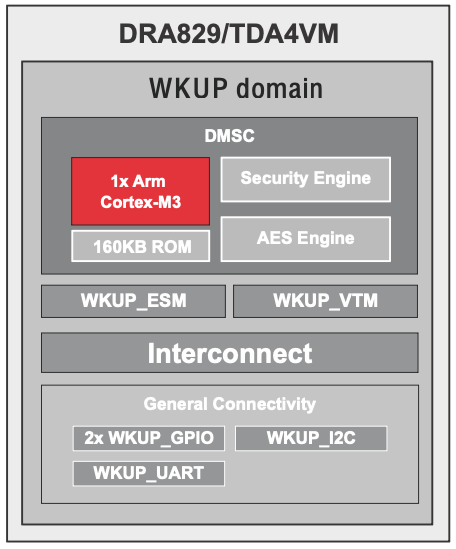 DRA829/TDA4VM
WKUP domain
DMSC
1x Arm
Cortex-M3
Security Engine
160KB ROM
AES Engine
WKUP_ESM
WKUP_VTM
Interconnect
General Connectivity
2x WKUP_GPIO
WKUP_I2C
WKUP_UART